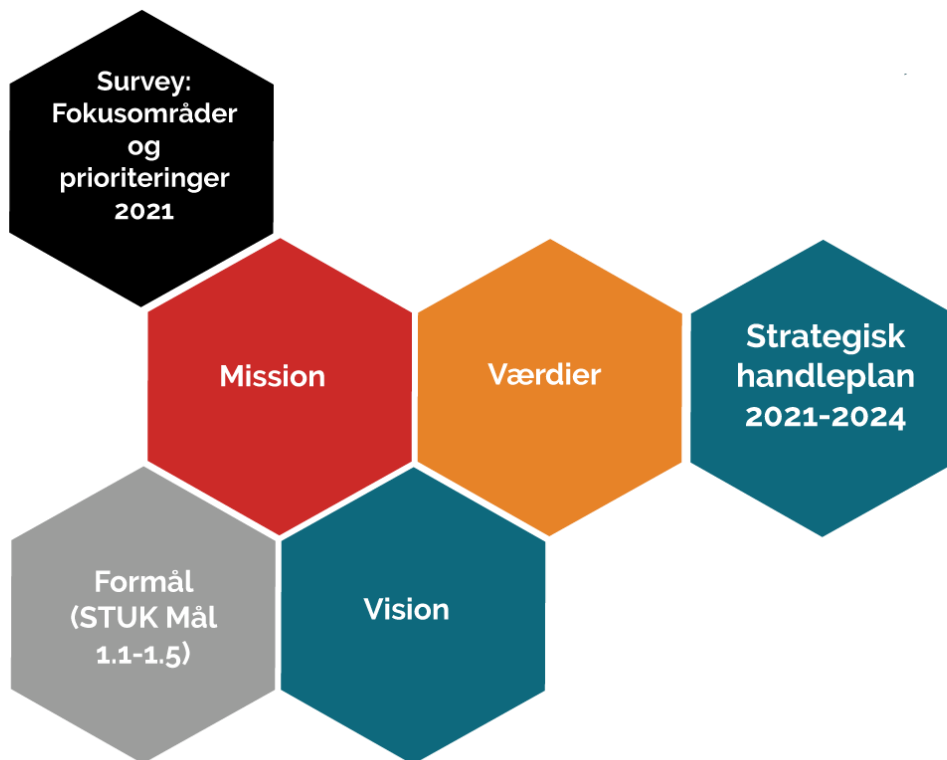 Survey:
Fokusområder
og
prioriteringer
2021
Mission
Værdier
Strategisk
handleplan
2021-2024
Formål
(STUK Mål
1.1-1.5)
Vision